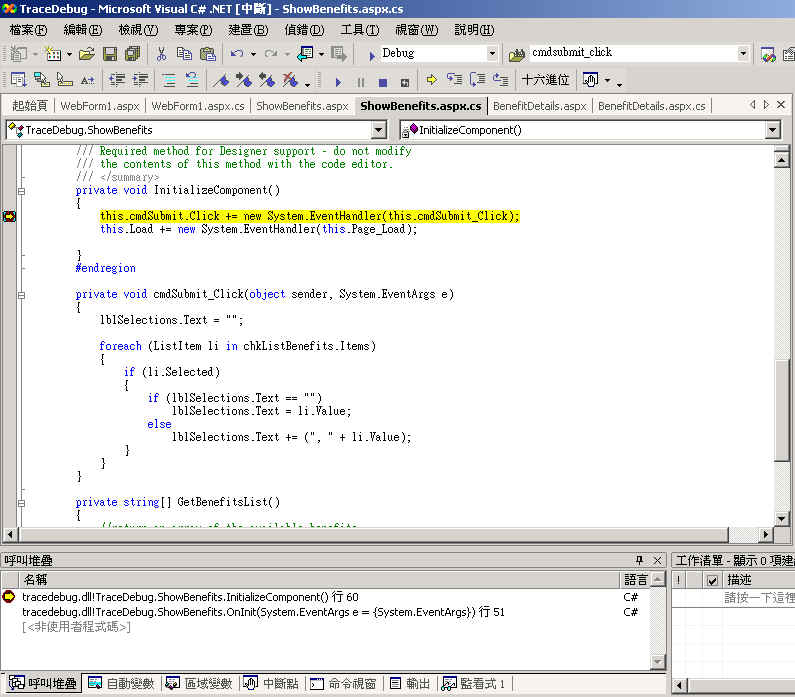 TraceDebug - Microsoft Visual C# .NET [中斷] - ShowBenefits.aspx.cs
檔案(F) 編輯(E) 檢視(V) 專案(P) 建置(B) 偵錯(D) 工具(T) 視窗(W) 說明(H)
Debug cmdsubmit_click
十六進位
起始頁 WebForm1.aspx WebForm1.aspx.cs ShowBenefits.aspx ShowBenefits.aspx.cs BenefitDetails.aspx BenefitDetails.aspx.cs
TraceDebug.ShowBenefits InitializeComponent()
/// Required method for Designer support - do not modify
/// the contents of this method with the code editor.
/// </summary>
private void InitializeComponent()
{
this.cmdSubmit.Click += new System.EventHandler(this.cmdSubmit_Click);
this.Load += new System.EventHandler(this.Page_Load);
}
#endregion
private void cmdSubmit_Click(object sender, System.EventArgs e)
{
lblSelections.Text = "";
foreach (ListItem li in chkListBenefits.Items)
{
if (li.Selected)
{
if (lblSelections.Text == "")
lblSelections.Text = li.Value;
else
lblSelections.Text += (", " + li.Value);
}
}
}
private string[] GetBenefitsList()
{
//return an array of the available benefits
呼叫堆疊 工作清單 - 顯示 0 項建
名稱 語言 ! 描述
tracedebug.dll!TraceDebug.ShowBenefits.InitializeComponent() 行 60 C# 請按一下這裡
tracedebug.dll!TraceDebug.ShowBenefits.OnInit(System.EventArgs e = {System.EventArgs}) 行 51 C#
[<非使用者程式碼>]
呼叫堆疊 自動變數 區域變數 中斷點 命令視窗 輸出 監看式 1